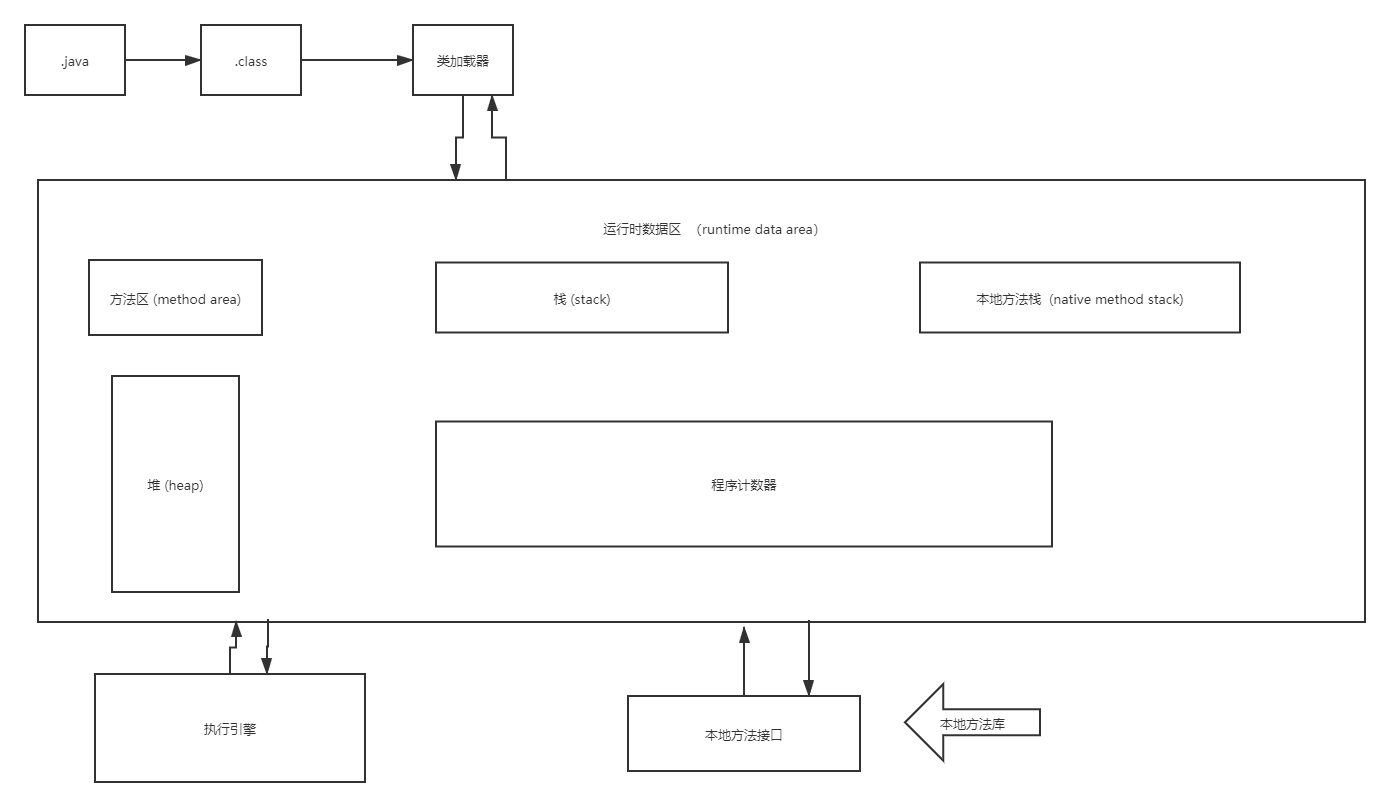 .java
.class
类加载器
运行时数据区 （runtime data area）
方法区 (method area)
栈 (stack)
本地方法栈 (native method stack)
堆 (heap)
程序计数器
执行引擎
本地方法接口
本地方法库